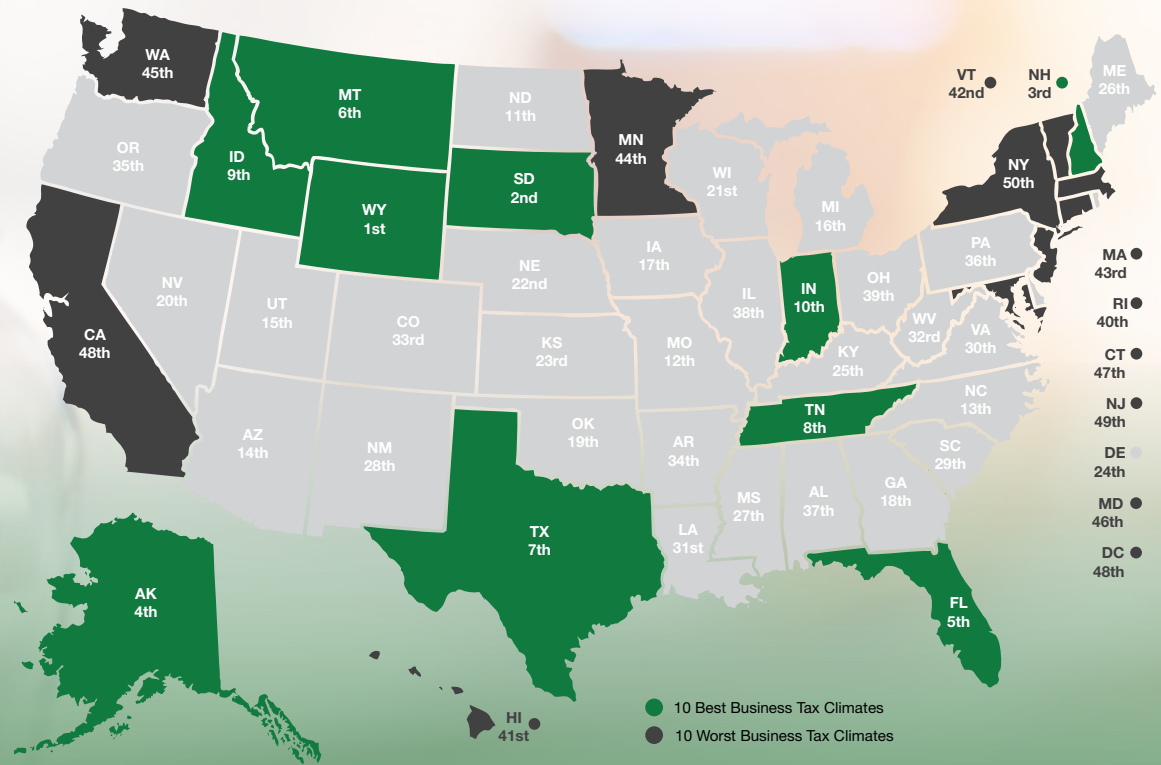 WA
45th
MT
6th
ND
11th
MN
44th
VT
42nd
NH
3rd
ME
26th
OR
35th
ID
9th
WY
1st
SD
2nd
WI
21st
MI
16th
NY
50th
NV
20th
UT
15th
CO
33rd
NE
22nd
IA
17th
IL
38th
IN
10th
OH
39th
PA
36th
CA
48th
KS
23rd
MO
12th
KY
25th
WV
32rd
VA
30th
AZ
14th
NM
28th
OK
19th
AR
34th
TN
8th
NC
13th
SC
29th
TX
7th
LA
31st
MS
27th
AL
37th
GA
18th
FL
5th
AK
4th
HI
41st
MA
43rd
RI
40th
CT
47th
NJ
49th
DE
24th
MD
46th
DC
48th
10 Best Business Tax Climates
10 Worst Business Tax Climates